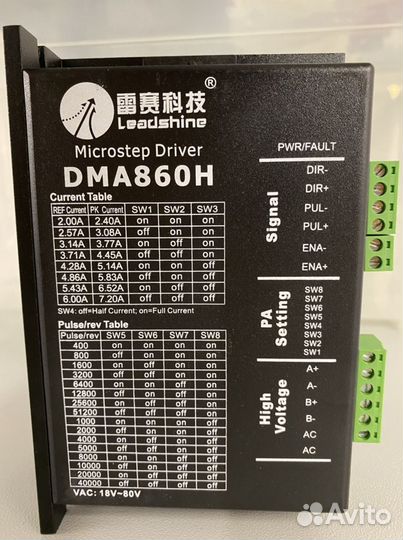 雷赛科技®
Leadshine
Microstep Driver
DMA860H
Current Table
REF Current PK Current SW1 SW2 SW3
2.00A 2.40A on on on
2.57A 3.08A off on on
3.14A 3.77A on off on
3.71A 4.45A off off on
4.28A 5.14A on on off
4.86A 5.83A off on off
5.43A 6.52A on off off
6.00A 7.20A off off off
SW4: off=Half Current; on=Full Current
Pulse/rev Table
Pulse/rev SW5 SW6 SW7 SW8
400 on on on on
800 off on on on
1600 on off on on
3200 off off on on
6400 on on off on
12800 off on off on
25600 on off off on
51200 off off off on
1000 on on on off
2000 off on on off
4000 on off on off
5000 off off on off
8000 on on off off
10000 off on off off
20000 on off off off
40000 off off off off
VAC: 18V~80V
PWR/FAULT
Signal
DIR-
DIR+
PUL-
PUL+
ENA-
ENA+
PA
Setting
SW8
SW7
SW6
SW5
SW4
SW3
SW2
SW1
High
Voltage
A+
A-
B+
B-
AC
AC
Avito